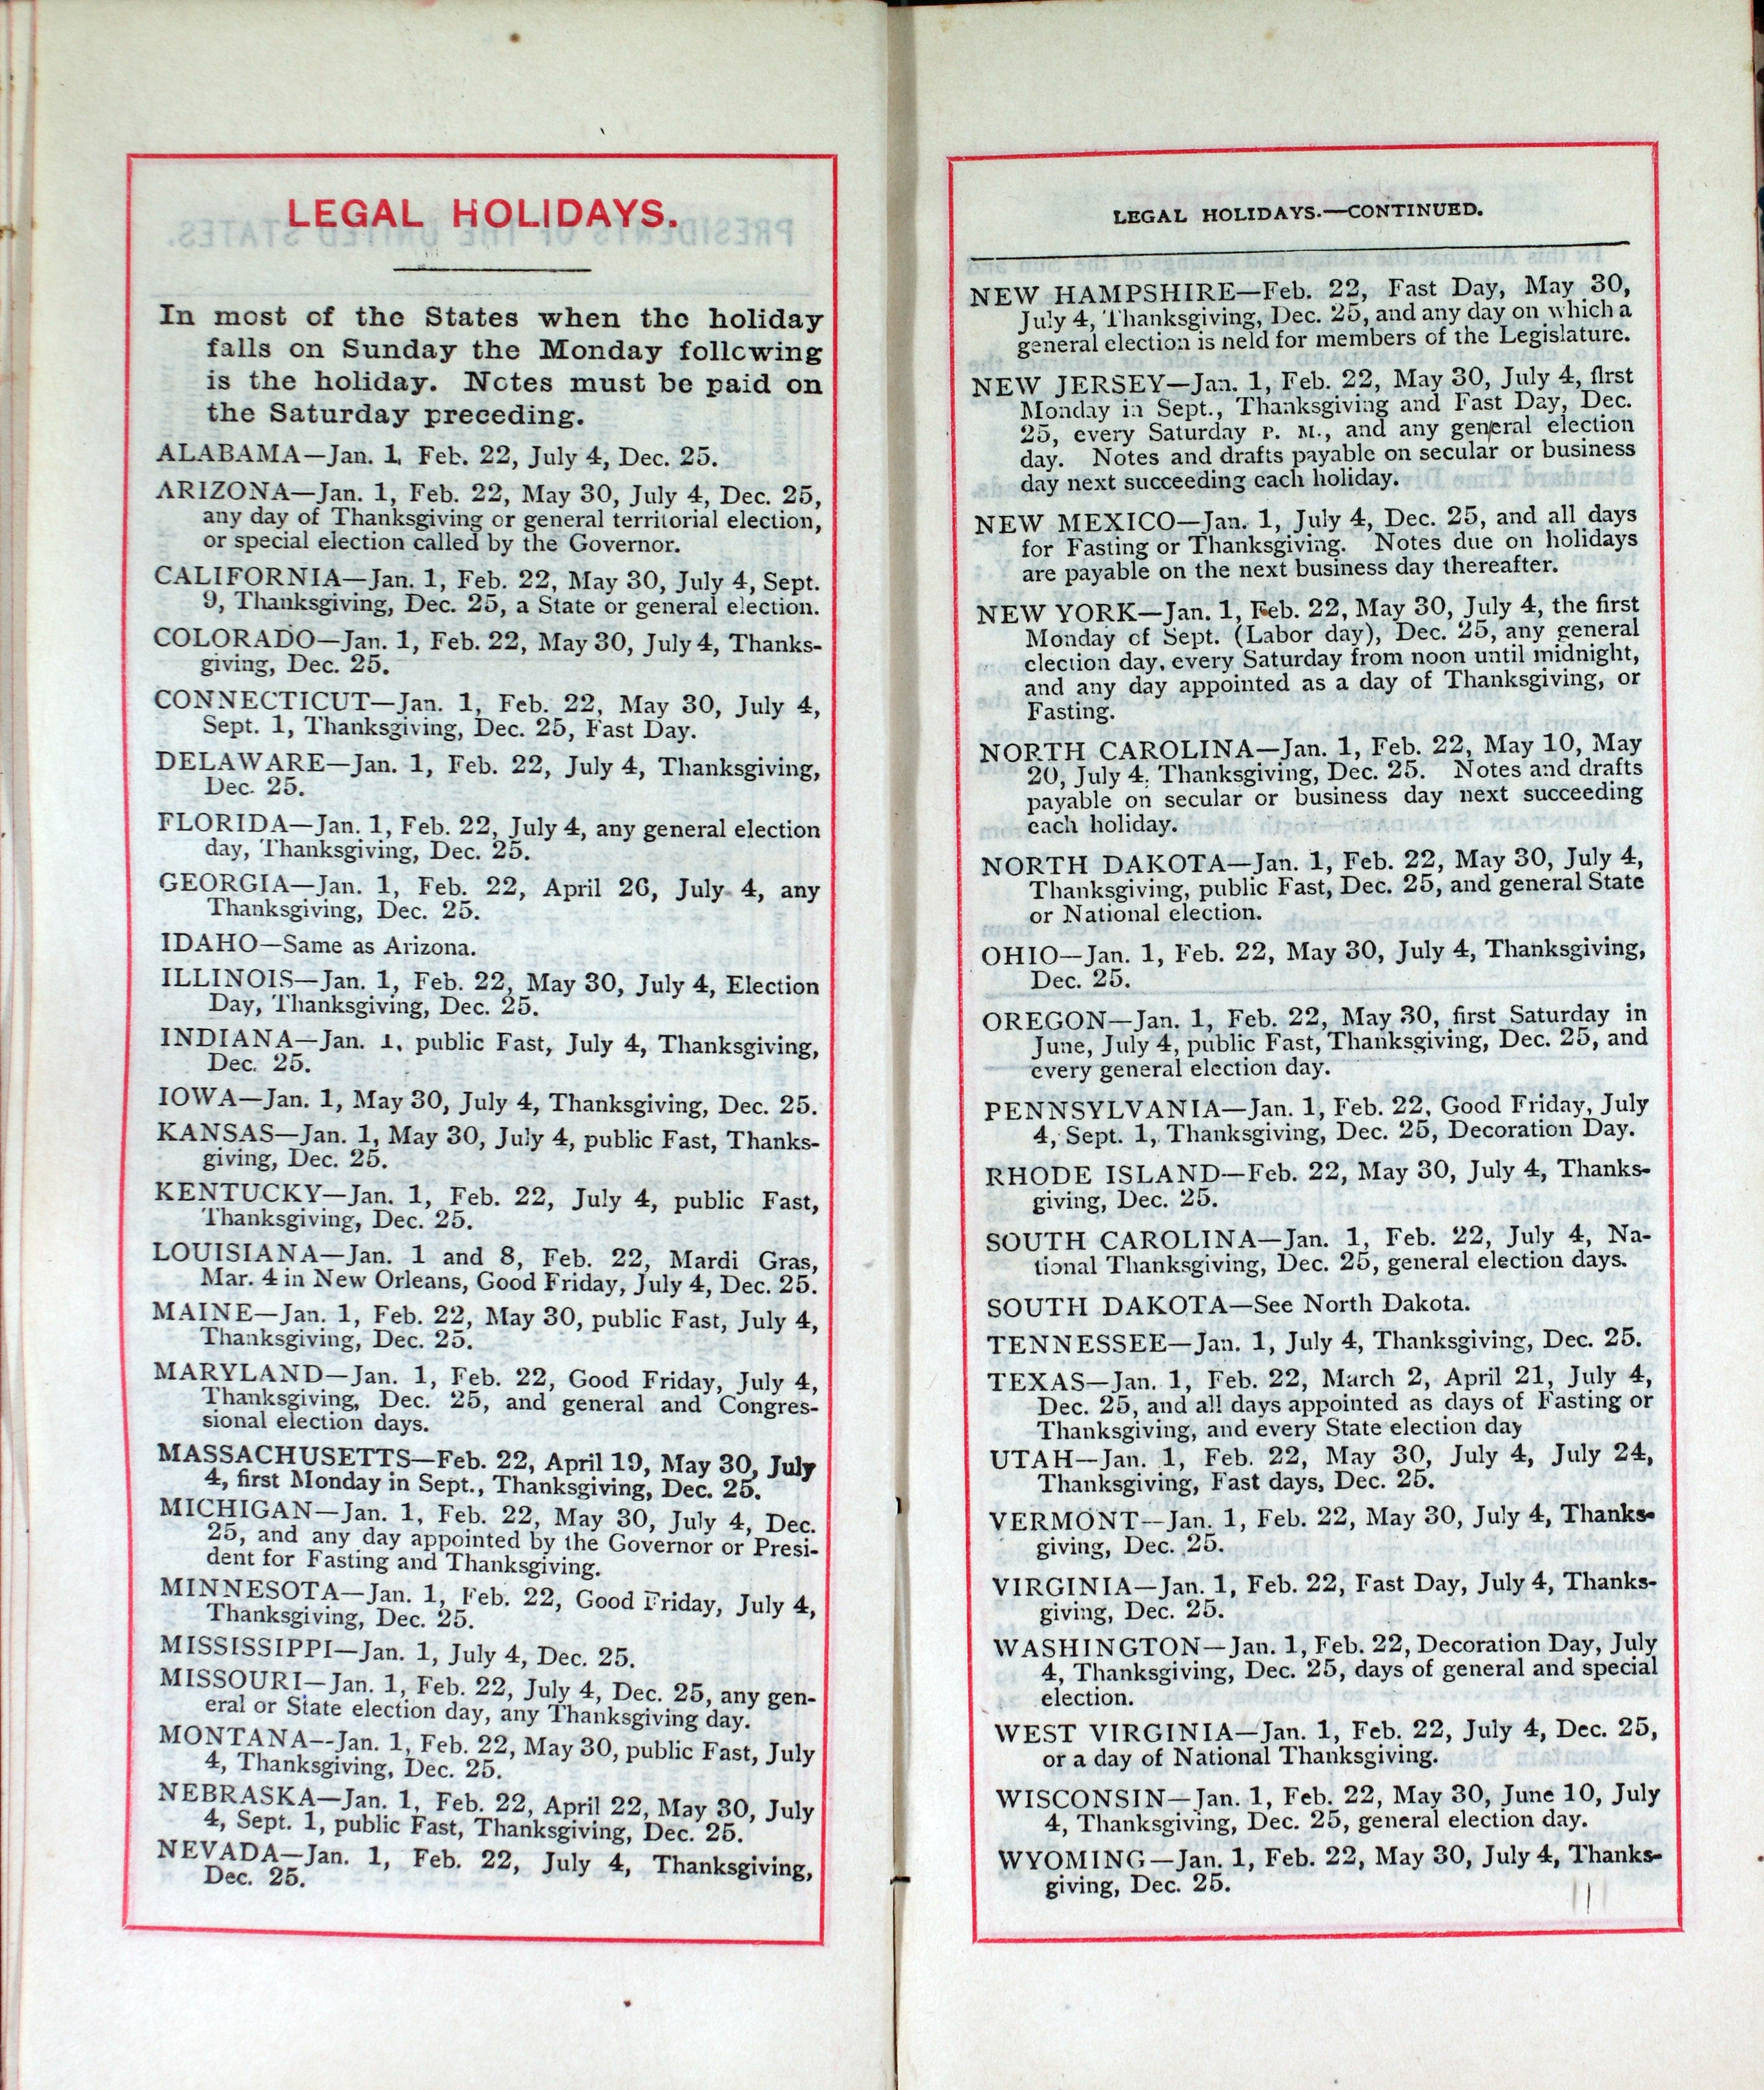 LEGAL HOLIDAYS.
In most of the States when the holiday
falls on Sunday the Monday following
is the holiday. Notes must be paid on
the Saturday preceding.
ALABAMA—Jan. 1, Feb. 22, July 4, Dec. 25.
ARIZONA—Jan. 1, Feb. 22, May 30, July 4, Dec. 25,
any day of Thanksgiving or general territorial election,
or special election called by the Governor.
CALIFORNIA—Jan. 1, Feb. 22, May 30, July 4, Sept.
9, Thanksgiving, Dec. 25, a State or general election.
COLORADO—Jan. 1, Feb. 22, May 30, July 4, Thanks-
giving, Dec. 25.
CONNECTICUT—Jan. 1, Feb. 22, May 30, July 4,
Sept. 1, Thanksgiving, Dec. 25, Fast Day.
DELAWARE—Jan. 1, Feb. 22, July 4, Thanksgiving,
Dec. 25.
FLORIDA—Jan. 1, Feb. 22, July 4, any general election
day, Thanksgiving, Dec. 25.
GEORGIA—Jan. 1, Feb. 22, April 26, July 4, any
Thanksgiving, Dec. 25.
IDAHO—Same as Arizona.
ILLINOIS—Jan. 1, Feb. 22, May 30, July 4, Election
Day, Thanksgiving, Dec. 25.
INDIANA—Jan. 1, public Fast, July 4, Thanksgiving,
Dec. 25.
IOWA—Jan. 1, May 30, July 4, Thanksgiving, Dec. 25.
KANSAS—Jan. 1, May 30, July 4, public Fast, Thanks-
giving, Dec. 25.
KENTUCKY—Jan. 1, Feb. 22, July 4, public Fast,
Thanksgiving, Dec. 25.
LOUISIANA—Jan. 1 and 8, Feb. 22, Mardi Gras,
Mar. 4 in New Orleans, Good Friday, July 4, Dec. 25.
MAINE—Jan. 1, Feb. 22, May 30, public Fast, July 4,
Thanksgiving, Dec. 25.
MARYLAND—Jan. 1, Feb. 22, Good Friday, July 4,
Thanksgiving, Dec. 25, and general and Congres-
sional election days.
MASSACHUSETTS—Feb. 22, April 19, May 30, July
4, first Monday in Sept., Thanksgiving, Dec. 25.
MICHIGAN—Jan. 1, Feb. 22, May 30, July 4, Dec.
25, and any day appointed by the Governor or Presi-
dent for Fasting and Thanksgiving.
MINNESOTA—Jan. 1, Feb. 22, Good Friday, July 4,
Thanksgiving, Dec. 25.
MISSISSIPPI—Jan. 1, July 4, Dec. 25.
MISSOURI—Jan. 1, Feb. 22, July 4, Dec. 25, any gen-
eral or State election day, any Thanksgiving day.
MONTANA--Jan. 1, Feb. 22, May 30, public Fast, July
4, Thanksgiving, Dec. 25.
NEBRASKA—Jan. 1, Feb. 22, April 22, May 30, July
4, Sept. 1, public Fast, Thanksgiving, Dec. 25.
NEVADA—Jan. 1, Feb. 22, July 4, Thanksgiving,
Dec. 25.
LEGAL HOLIDAYS.—CONTINUED.
NEW HAMPSHIRE—Feb. 22, Fast Day, May 30,
July 4, Thanksgiving, Dec. 25, and any day on which a
general election is held for members of the Legislature.
NEW JERSEY—Jan. 1, Feb. 22, May 30, July 4, first
Monday in Sept., Thanksgiving and Fast Day, Dec.
25, every Saturday P. M., and any general election
day. Notes and drafts payable on secular or business
day next succeeding each holiday.
NEW MEXICO—Jan. 1, July 4, Dec. 25, and all days
for Fasting or Thanksgiving. Notes due on holidays
are payable on the next business day thereafter.
NEW YORK—Jan. 1, Feb. 22, May 30, July 4, the first
Monday of Sept. (Labor day), Dec. 25, any general
election day, every Saturday from noon until midnight,
and any day appointed as a day of Thanksgiving, or
Fasting.
NORTH CAROLINA—Jan. 1, Feb. 22, May 10, May
20, July 4, Thanksgiving, Dec. 25. Notes and drafts
payable on secular or business day next succeeding
each holiday.
NORTH DAKOTA—Jan. 1, Feb. 22, May 30, July 4,
Thanksgiving, public Fast, Dec. 25, and general State
or National election.
OHIO—Jan. 1, Feb. 22, May 30, July 4, Thanksgiving,
Dec. 25.
OREGON—Jan. 1, Feb. 22, May 30, first Saturday in
June, July 4, public Fast, Thanksgiving, Dec. 25, and
every general election day.
PENNSYLVANIA—Jan. 1, Feb. 22, Good Friday, July
4, Sept. 1, Thanksgiving, Dec. 25, Decoration Day.
RHODE ISLAND—Feb. 22, May 30, July 4, Thanks-
giving, Dec. 25.
SOUTH CAROLINA—Jan. 1, Feb. 22, July 4, Na-
tional Thanksgiving, Dec. 25, general election days.
SOUTH DAKOTA—See North Dakota.
TENNESSEE—Jan. 1, July 4, Thanksgiving, Dec. 25.
TEXAS—Jan. 1, Feb. 22, March 2, April 21, July 4,
Dec. 25, and all days appointed as days of Fasting or
Thanksgiving, and every State election day
UTAH—Jan. 1, Feb. 22, May 30, July 4, July 24,
Thanksgiving, Fast days, Dec. 25.
VERMONT--Jan. 1, Feb. 22, May 30, July 4, Thanks-
giving, Dec. 25.
VIRGINIA—Jan. 1, Feb. 22, Fast Day, July 4, Thanks-
giving, Dec. 25.
WASHINGTON—Jan. 1, Feb. 22, Decoration Day, July
4, Thanksgiving, Dec. 25, days of general and special
election.
WEST VIRGINIA—Jan. 1, Feb. 22, July 4, Dec. 25,
or a day of National Thanksgiving.
WISCONSIN—Jan. 1, Feb. 22, May 30, June 10, July
4, Thanksgiving, Dec. 25, general election day.
WYOMING—Jan. 1, Feb. 22, May 30, July 4, Thanks-
giving, Dec. 25.